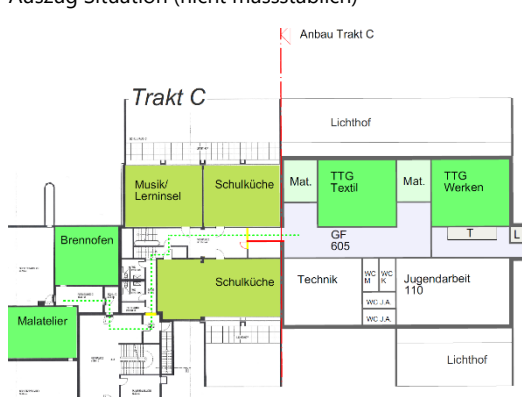 Auszug Situation (nicht massstäblich)
Anbau Trakt C
Trakt C
Lichthof
Musik/
Lerninsel
Schulküche
Mat.
TTG
Textil
Mat.
TTG
Werken
Brennofen
GF
605
T
L
Schulküche
Technik
WC
M
WC
K
Jugendarbeit
110
WC J.A.
WC J.A.
Malatelier
Lichthof